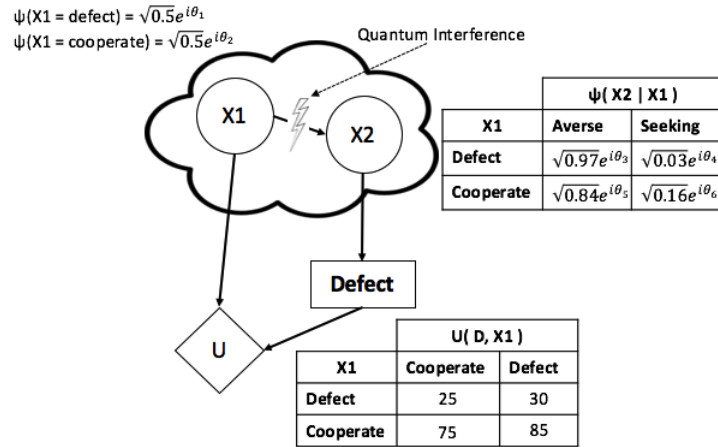 ψ(X1 = defect) = √0.5e^{iθ₁}
ψ(X1 = cooperate) = √0.5e^{iθ₂}
Quantum Interference
X1
X2
ψ( X2 | X1 )
X1 Averse Seeking
Defect √0.97e^{iθ₃} √0.03e^{iθ₄}
Cooperate √0.84e^{iθ₅} √0.16e^{iθ₆}
Defect
U
U( D, X1 )
X1 Cooperate Defect
Defect 25 30
Cooperate 75 85